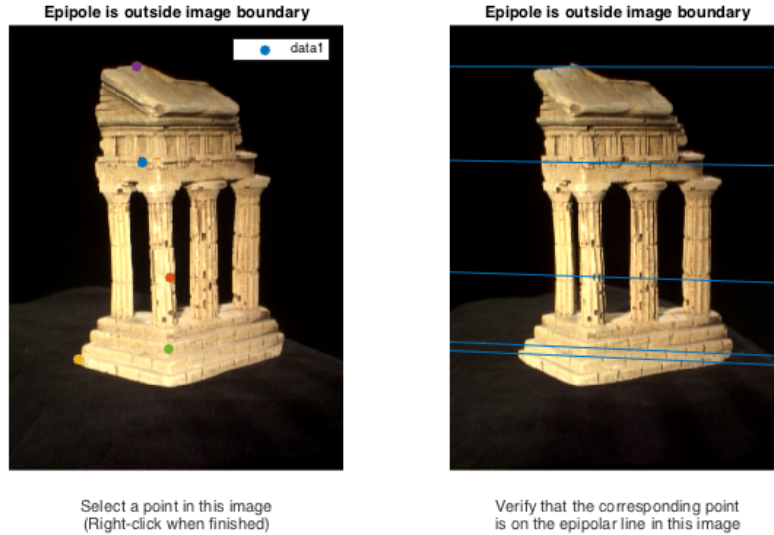 Epipole is outside image boundary
data1
Select a point in this image
(Right-click when finished)
Epipole is outside image boundary
Verify that the corresponding point
is on the epipolar line in this image